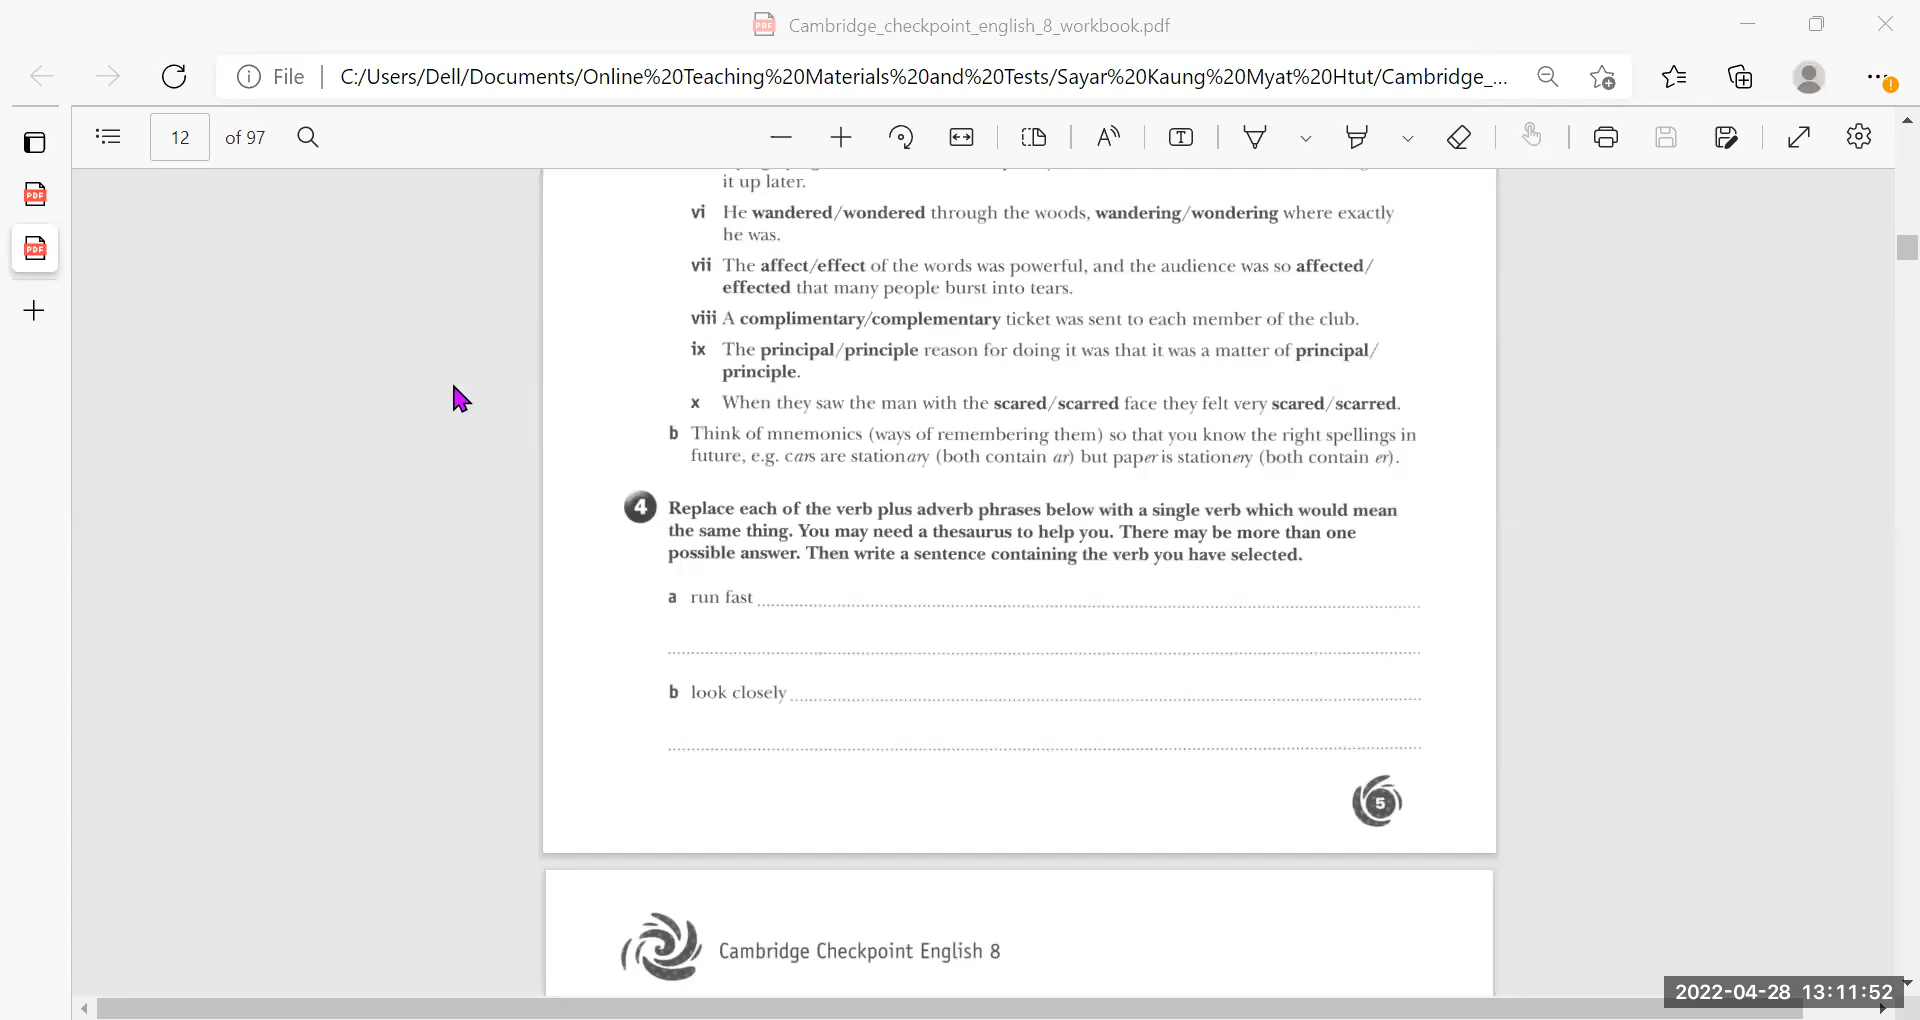 Cambridge_checkpoint_english_8_workbook.pdf
File C:/Users/Dell/Documents/Online%20Teaching%20Materials%20and%20Tests/Sayar%20Kaung%20Myat%20Htut/Cambridge_...
12 of 97
it up later.
vi He wandered/wondered through the woods, wandering/wondering where exactly
he was.
vii The affect/effect of the words was powerful, and the audience was so affected/
effected that many people burst into tears.
viii A complimentary/complementary ticket was sent to each member of the club.
ix The principal/principle reason for doing it was that it was a matter of principal/
principle.
x When they saw the man with the scared/scarred face they felt very scared/scarred.
b Think of mnemonics (ways of remembering them) so that you know the right spellings in
future, e.g. cars are stationary (both contain ar) but paper is stationery (both contain er).
4 Replace each of the verb plus adverb phrases below with a single verb which would mean
the same thing. You may need a thesaurus to help you. There may be more than one
possible answer. Then write a sentence containing the verb you have selected.
a run fast
b look closely
5
Cambridge Checkpoint English 8
2022-04-28 13:11:52